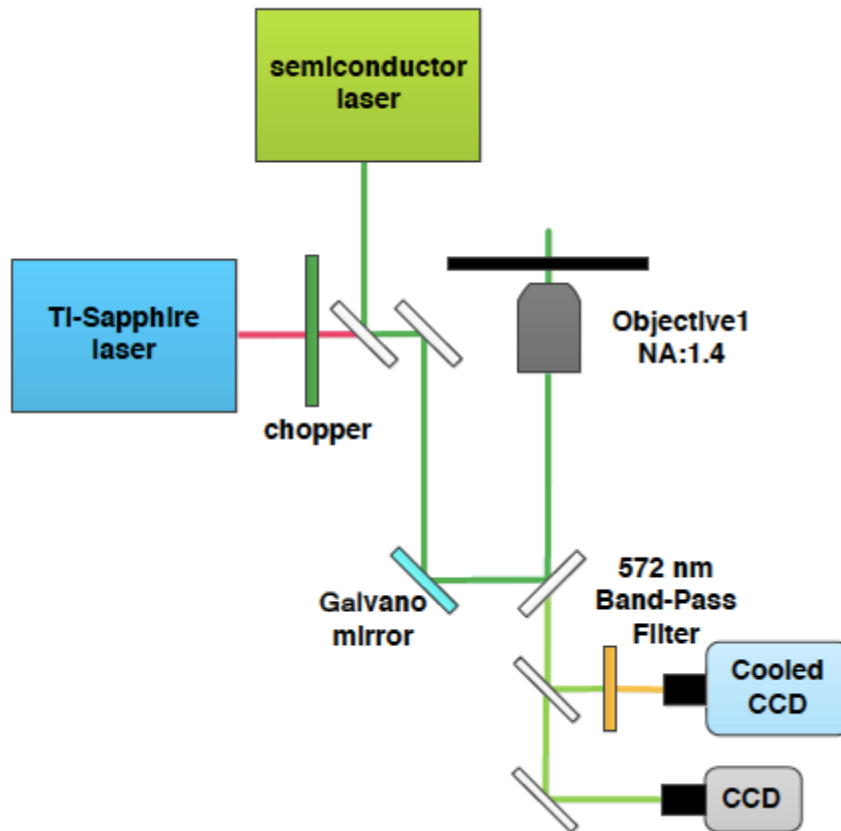 semiconductor
laser
Ti-Sapphire
laser
chopper
Objective1
NA:1.4
Galvano
mirror
572 nm
Band-Pass
Filter
Cooled
CCD
CCD